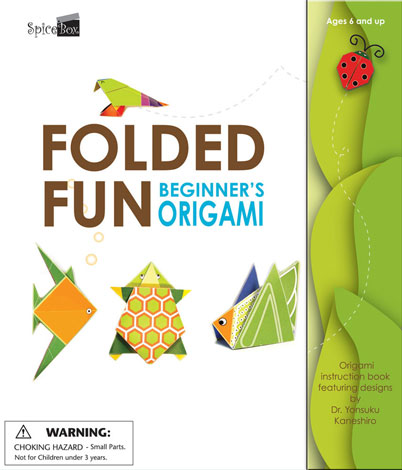 SpiceBox
Ages 6 and up
FOLDED
FUN
BEGINNER'S
ORIGAMI
Origami
instruction book
featuring designs
by
Dr. Yonsuku
Kaneshiro
WARNING:
CHOKING HAZARD - Small Parts.
Not for Children under 3 years.